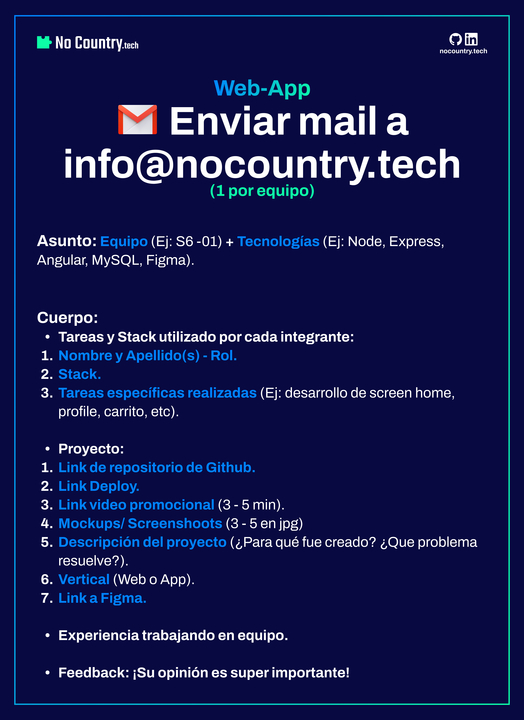 No Country.tech
nocountry.tech
Web-App
Enviar mail a
info@nocountry.tech
(1 por equipo)
Asunto: Equipo (Ej: S6 -01) + Tecnologías (Ej: Node, Express,
Angular, MySQL, Figma).
Cuerpo:
• Tareas y Stack utilizado por cada integrante:
1. Nombre y Apellido(s) - Rol.
2. Stack.
3. Tareas específicas realizadas (Ej: desarrollo de screen home,
profile, carrito, etc).
• Proyecto:
1. Link de repositorio de Github.
2. Link Deploy.
3. Link video promocional (3 - 5 min).
4. Mockups/ Screenshoots (3 - 5 en jpg)
5. Descripción del proyecto (¿Para qué fue creado? ¿Que problema
resuelve?).
6. Vertical (Web o App).
7. Link a Figma.
• Experiencia trabajando en equipo.
• Feedback: ¡Su opinión es super importante!